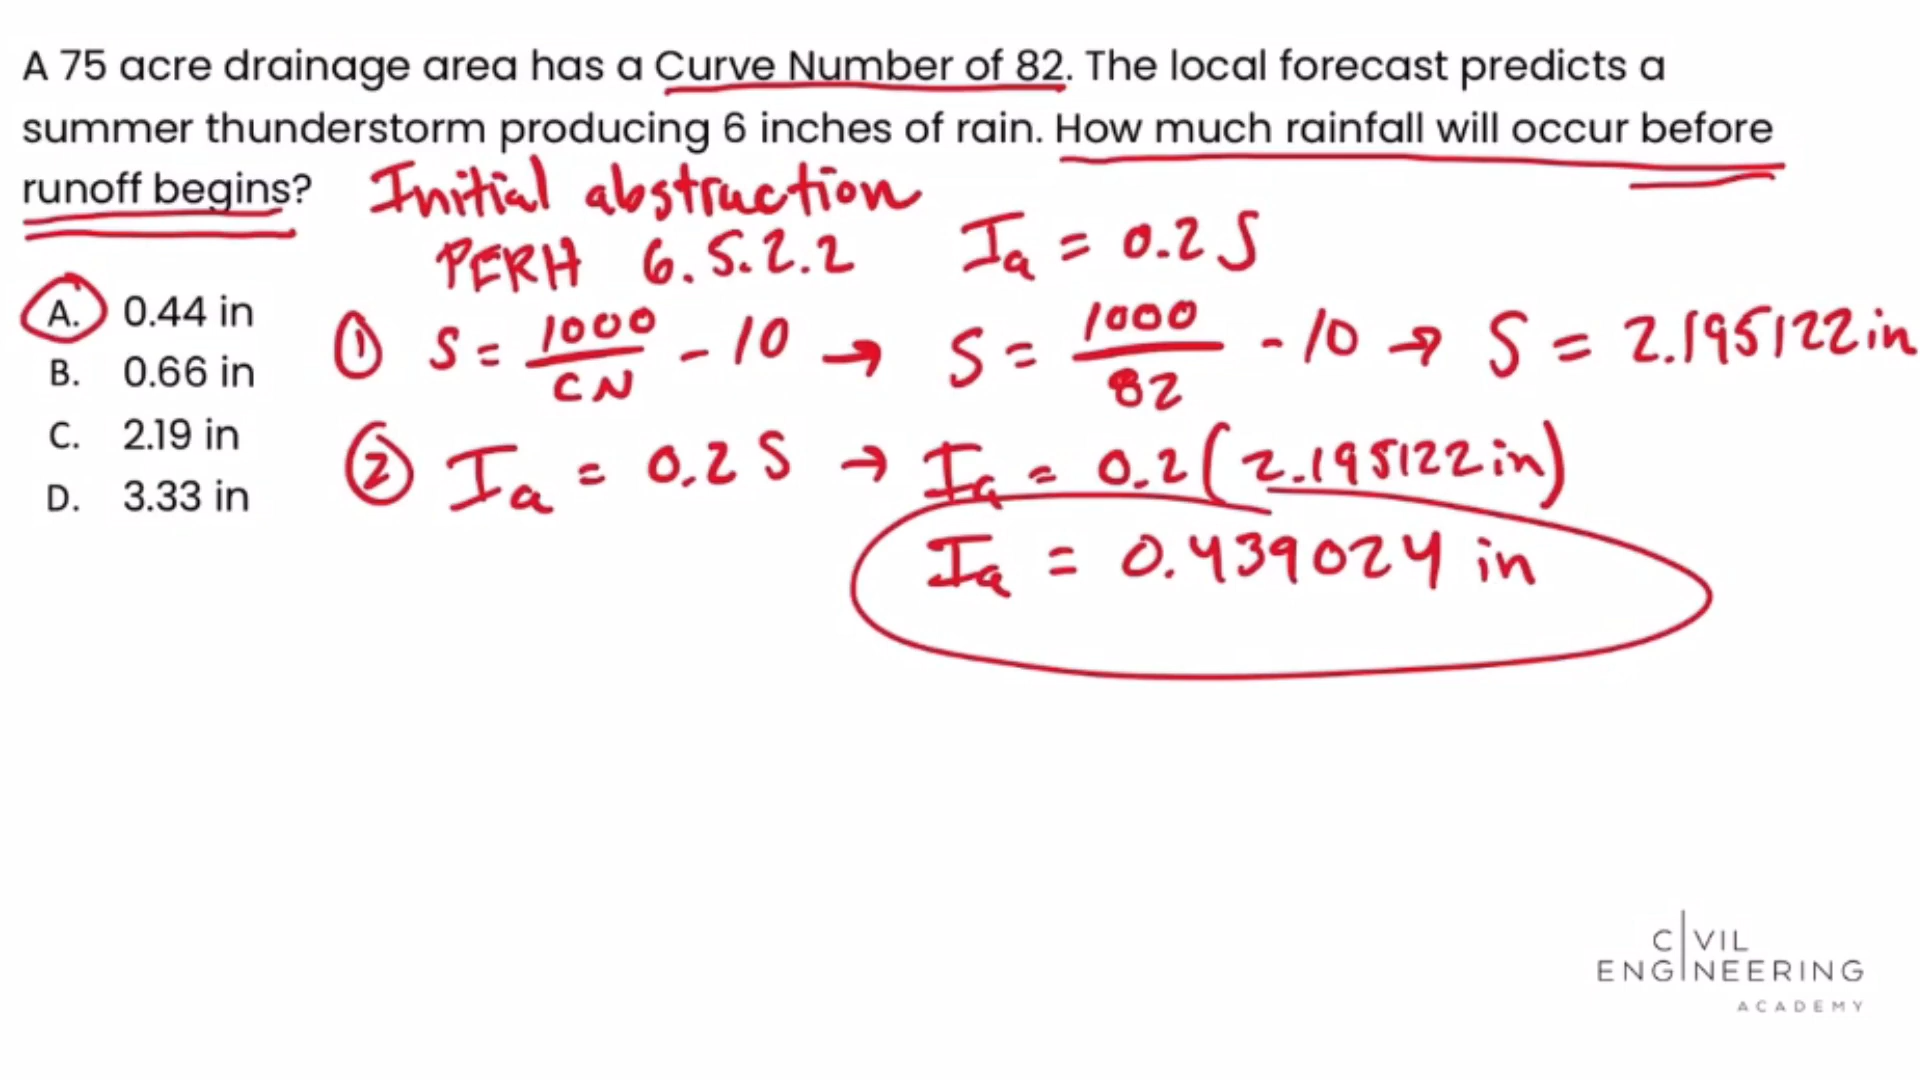 A 75 acre drainage area has a Curve Number of 82. The local forecast predicts a
summer thunderstorm producing 6 inches of rain. How much rainfall will occur before
runoff begins? Initial abstruction
PERH 6.5.2.2 Ia = 0.2 S
A. 0.44 in
B. 0.66 in
C. 2.19 in
D. 3.33 in
① S = 1000/CN - 10 → S = 1000/82 - 10 → S = 2.195122 in
② Ia = 0.2 S → Ia = 0.2 (2.195122 in)
Ia = 0.439024 in
CIVIL
ENGINEERING
ACADEMY